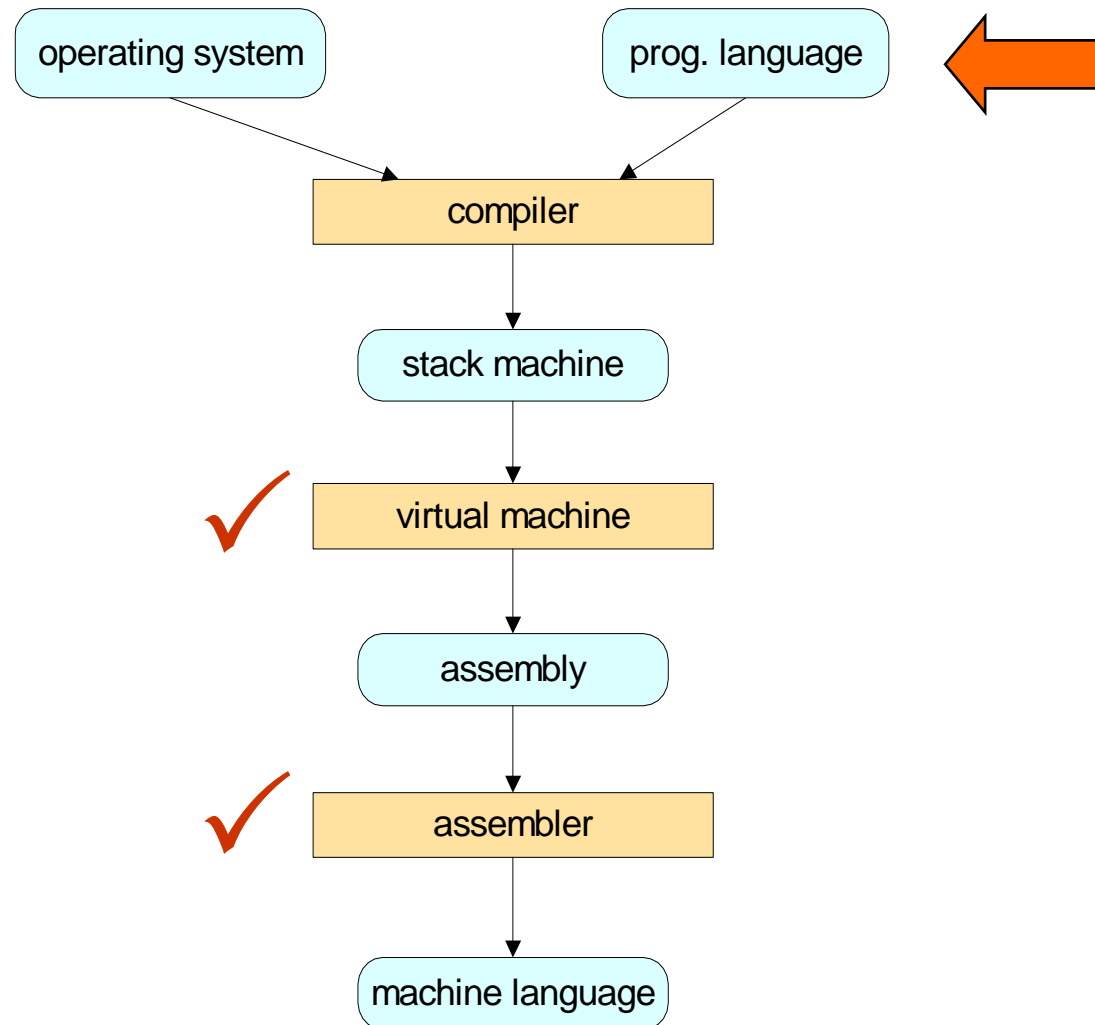 operating system
prog. language
compiler
stack machine
virtual machine
assembly
assembler
machine language